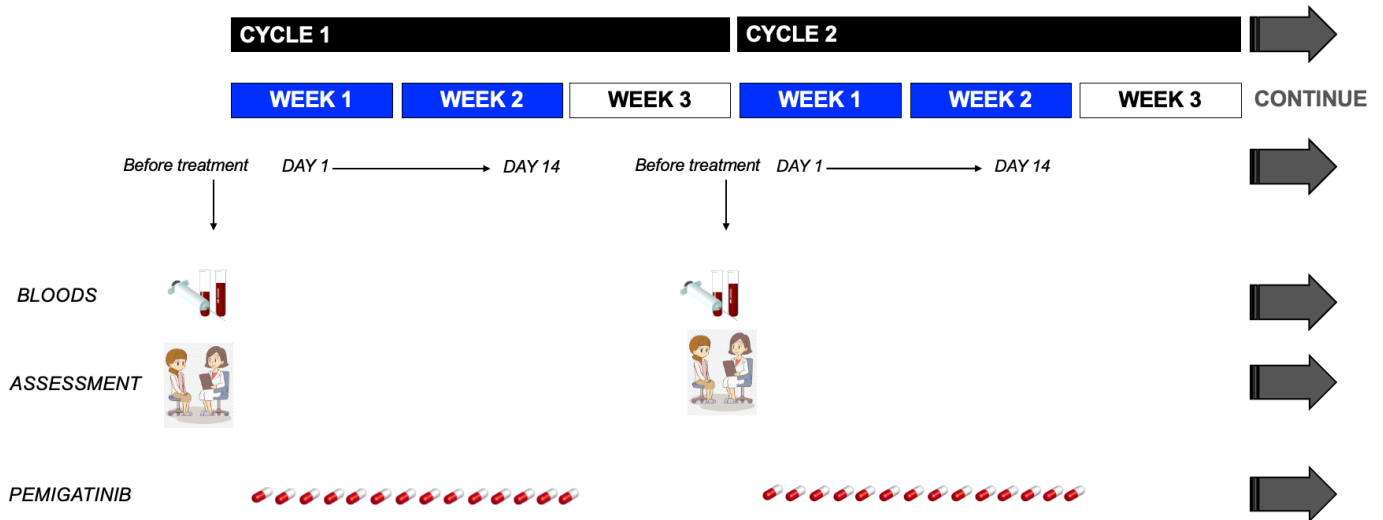 CYCLE 1 CYCLE 2
WEEK 1 WEEK 2 WEEK 3 WEEK 1 WEEK 2 WEEK 3 CONTINUE
Before treatment DAY 1 DAY 14 Before treatment DAY 1 DAY 14
BLOODS
ASSESSMENT
PEMIGATINIB